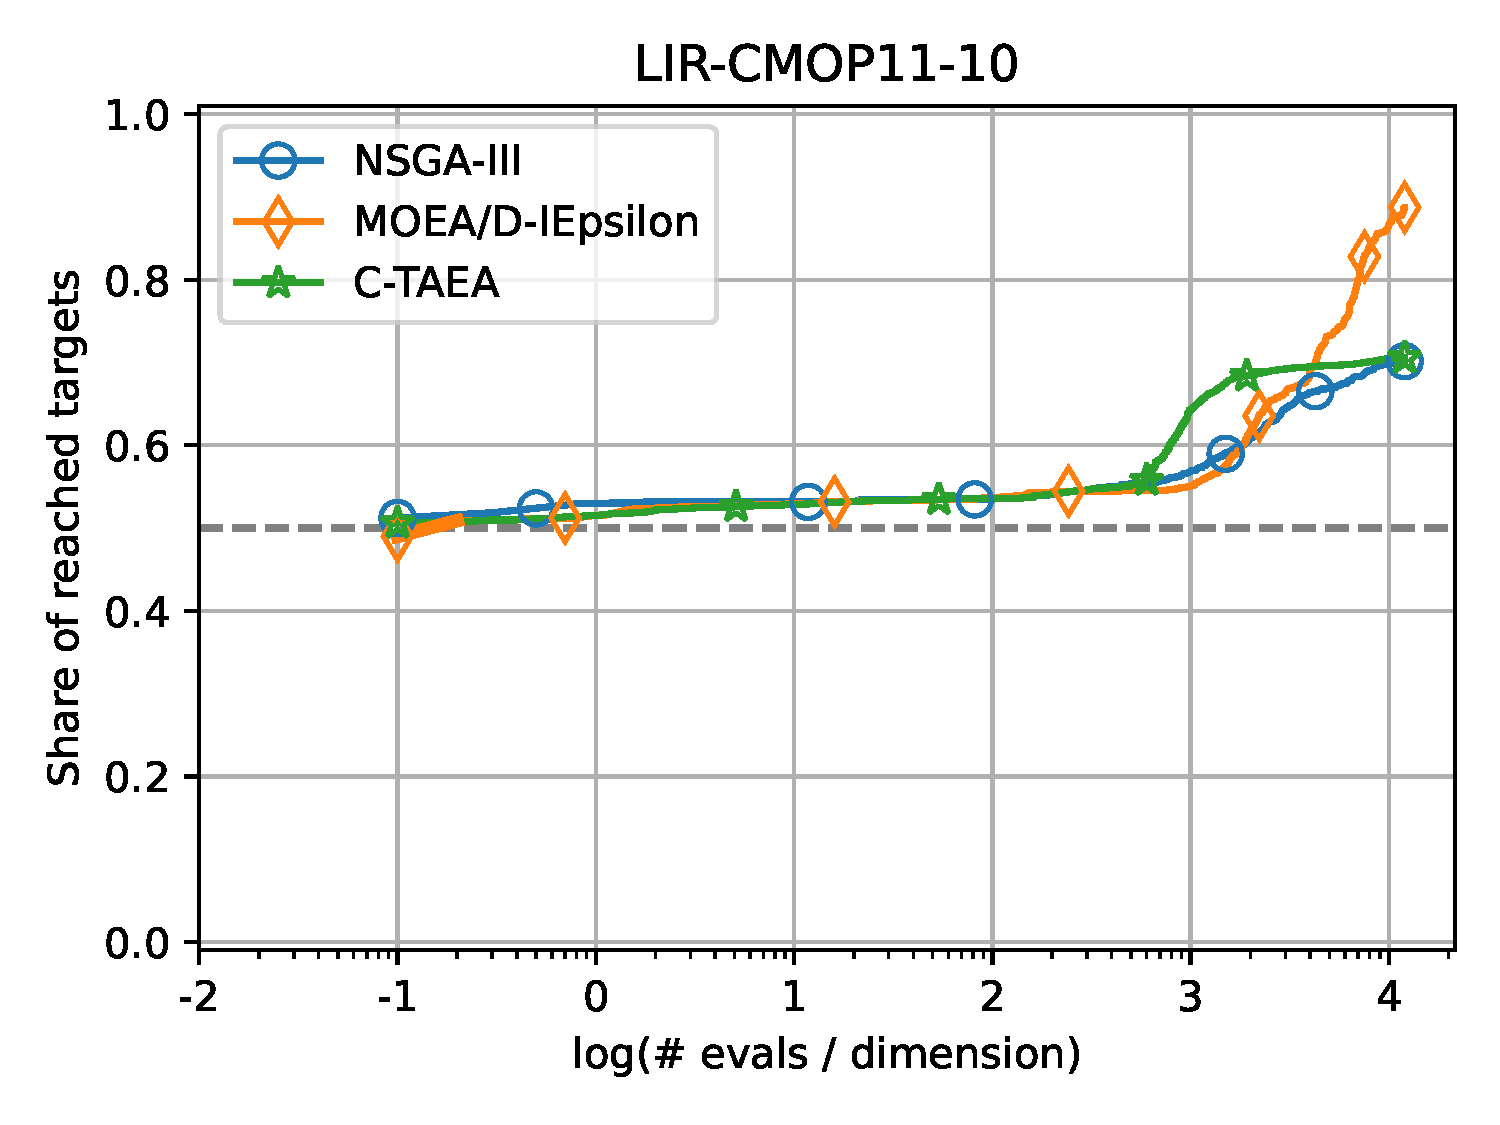 LIR-CMOP11-10
1.0
0.8
0.6
0.4
0.2
0.0
Share of reached targets
NSGA-III
MOEA/D-IEpsilon
C-TAEA
-2 -1 0 1 2 3 4
log(# evals / dimension)